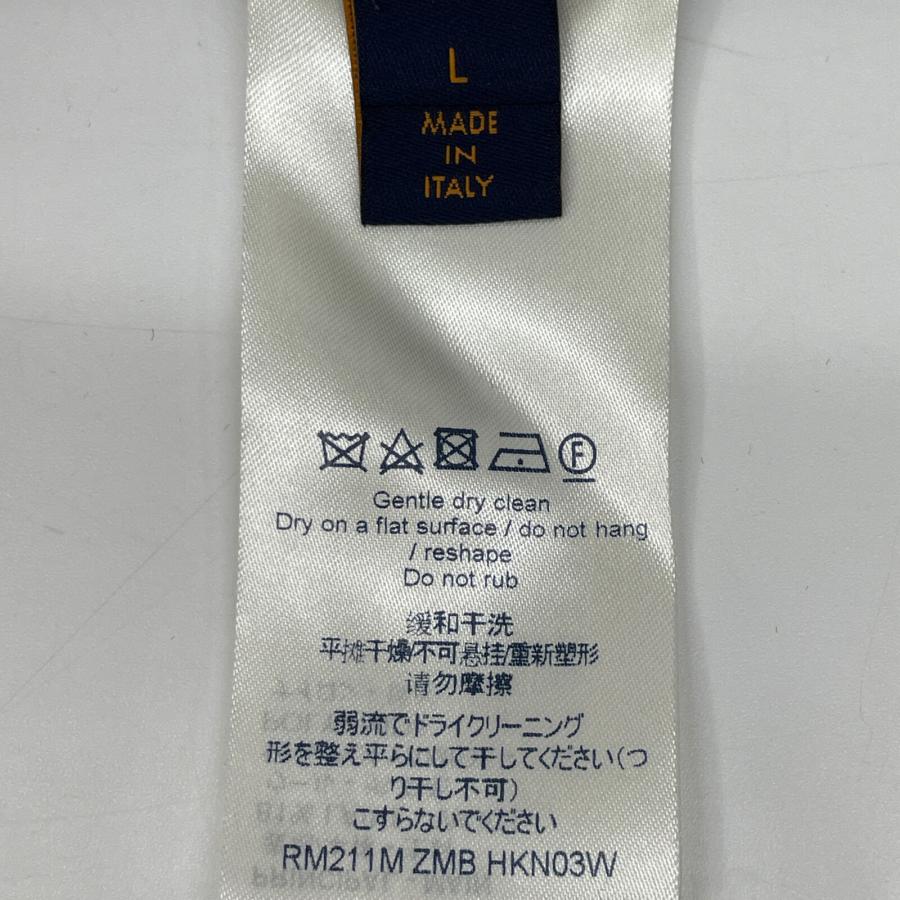 L
MADE
IN
ITALY
F
Gentle dry clean
Dry on a flat surface / do not hang
/ reshape
Do not rub
缓和干洗
平摊干燥/不可悬挂/重新塑形
请勿摩擦
弱流でドライクリーニング
形を整え平らにして干してください(つ
り干し不可)
こすらないでください
RM211M ZMB HKN03W